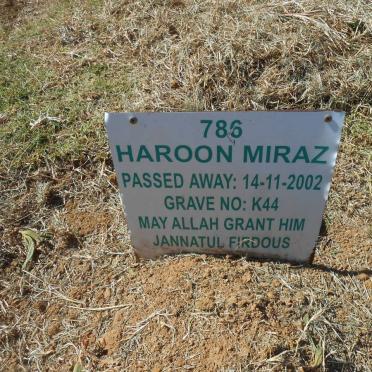 786
HAROON MIRAZ
PASSED AWAY: 14-11-2002
GRAVE NO: K44
MAY ALLAH GRANT HIM
JANNATUL FIRDOUS